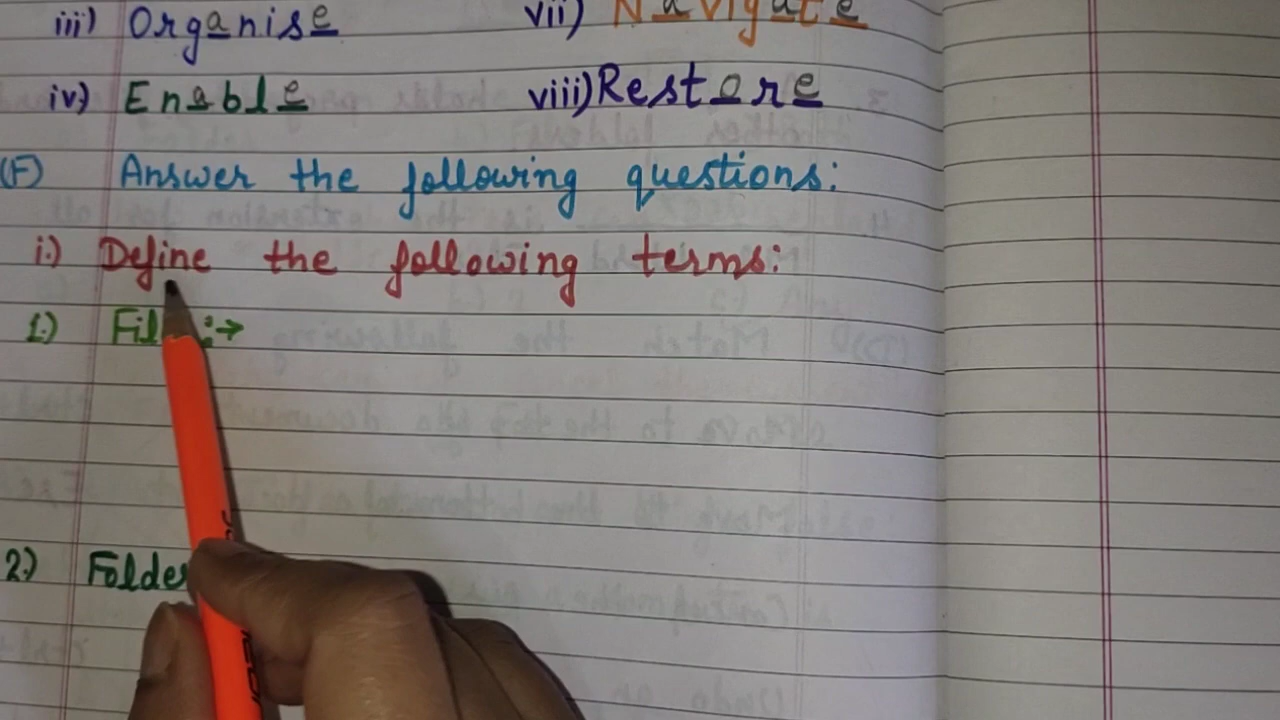 iii) Organise
vii) Navigate
iv) Enable
viii) Restore
(F) Answer the following questions:
i.) Define the following terms:
1.) File:→
2.) Folder